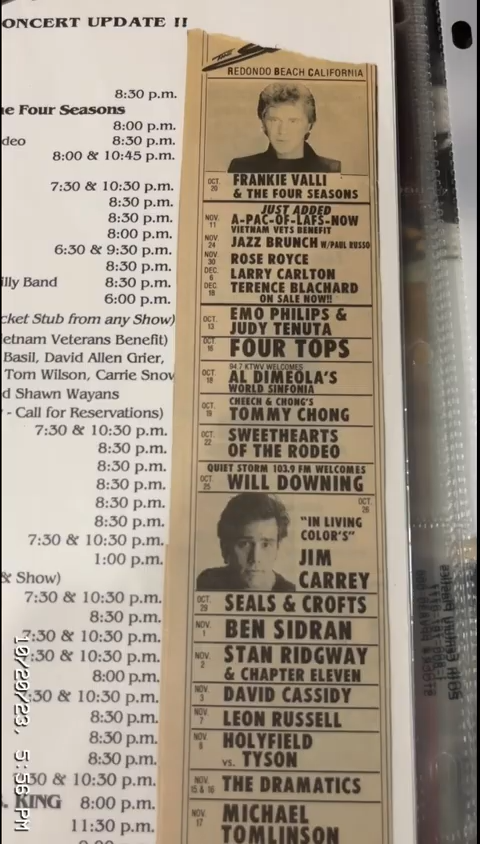 ONCERT UPDATE !!
8:30 p.m.
e Four Seasons
8:00 p.m.
deo 8:30 p.m.
8:00 & 10:45 p.m.
7:30 & 10:30 p.m.
8:30 p.m.
8:30 p.m.
8:00 p.m.
6:30 & 9:30 p.m.
8:30 p.m.
illy Band 8:30 p.m.
6:00 p.m.
cket Stub from any Show)
etnam Veterans Benefit)
Basil, David Allen Grier,
Tom Wilson, Carrie Snow
d Shawn Wayans
- Call for Reservations)
7:30 & 10:30 p.m.
8:30 p.m.
8:30 p.m.
8:30 p.m.
8:30 p.m.
8:30 p.m.
7:30 & 10:30 p.m.
1:00 p.m.
& Show)
7:30 & 10:30 p.m.
8:30 p.m.
7:30 & 10:30 p.m.
:30 & 10:30 p.m.
8:00 p.m.
:30 & 10:30 p.m.
8:30 p.m.
8:30 p.m.
8:30 p.m.
:30 & 10:30 p.m.
. KING 8:00 p.m.
11:30 p.m.
REDONDO BEACH CALIFORNIA
OCT. 20 FRANKIE VALLI
& THE FOUR SEASONS
JUST ADDED
NOV. 11 A-PAC-OF-LAFS-NOW
VIETNAM VETS BENEFIT
NOV. 24 JAZZ BRUNCH W/PAUL RUSSO
NOV. 30 ROSE ROYCE
DEC. 6 LARRY CARLTON
DEC. 18 TERENCE BLACHARD
ON SALE NOW!!
OCT. 13 EMO PHILIPS &
JUDY TENUTA
OCT. 16 FOUR TOPS
94.7 KTWV WELCOMES
OCT. 18 AL DIMEOLA'S
WORLD SINFONIA
CHEECH & CHONG'S
OCT. 19 TOMMY CHONG
OCT. 22 SWEETHEARTS
OF THE RODEO
QUIET STORM 103.9 FM WELCOMES
OCT. 25 WILL DOWNING
OCT. 26
"IN LIVING
COLOR'S"
JIM
CARREY
OCT. 29 SEALS & CROFTS
NOV. 1 BEN SIDRAN
NOV. 2 STAN RIDGWAY
& CHAPTER ELEVEN
NOV. 3 DAVID CASSIDY
NOV. 7 LEON RUSSELL
NOV. 8 HOLYFIELD
VS. TYSON
NOV. 15 & 16 THE DRAMATICS
NOV. 17 MICHAEL
TOMLINSON
10/29/23, 5:56 PM